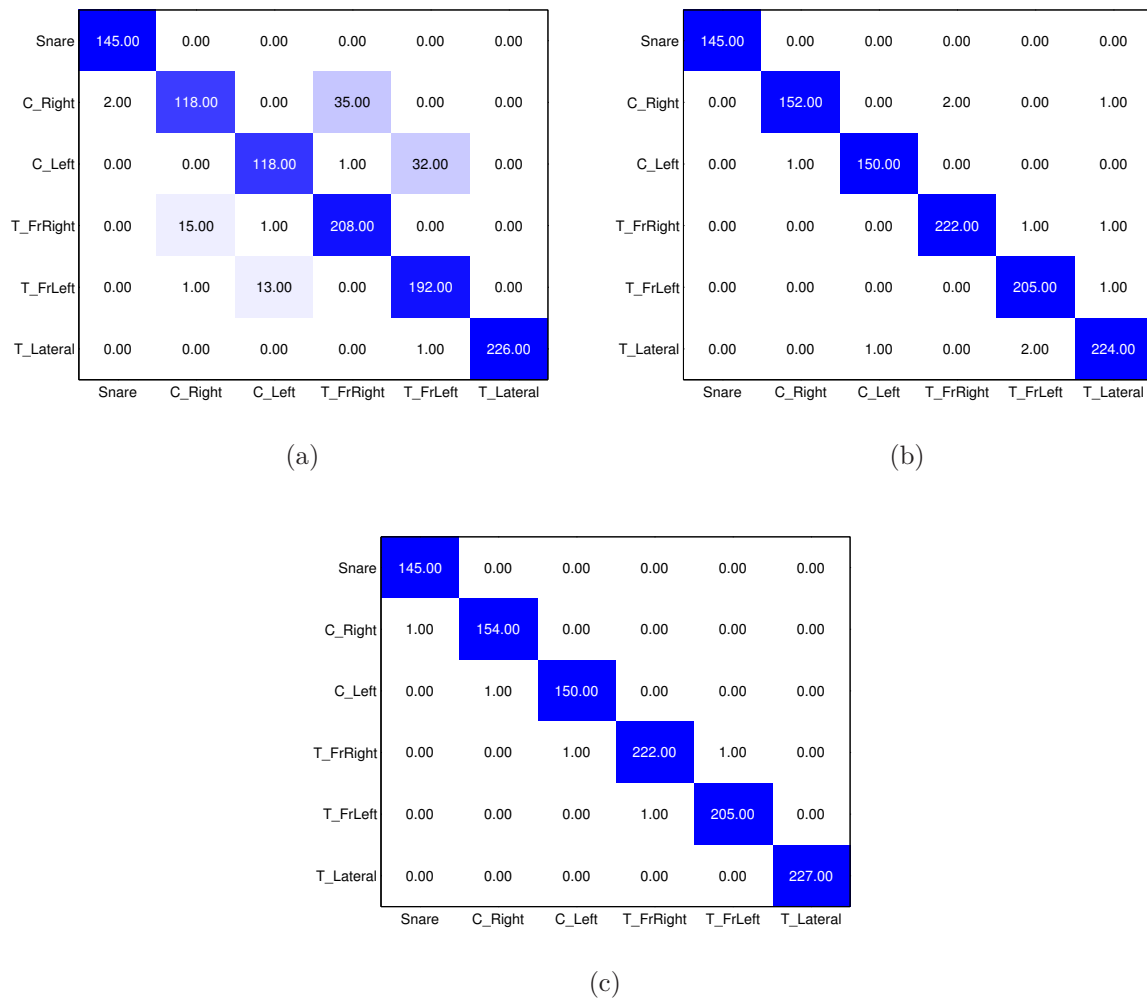 Snare 145.00 0.00 0.00 0.00 0.00 0.00
C_Right 2.00 118.00 0.00 35.00 0.00 0.00
C_Left 0.00 0.00 118.00 1.00 32.00 0.00
T_FrRight 0.00 15.00 1.00 208.00 0.00 0.00
T_FrLeft 0.00 1.00 13.00 0.00 192.00 0.00
T_Lateral 0.00 0.00 0.00 0.00 1.00 226.00
Snare C_Right C_Left T_FrRight T_FrLeft T_Lateral
(a)
Snare 145.00 0.00 0.00 0.00 0.00 0.00
C_Right 0.00 152.00 0.00 2.00 0.00 1.00
C_Left 0.00 1.00 150.00 0.00 0.00 0.00
T_FrRight 0.00 0.00 0.00 222.00 1.00 1.00
T_FrLeft 0.00 0.00 0.00 0.00 205.00 1.00
T_Lateral 0.00 0.00 1.00 0.00 2.00 224.00
Snare C_Right C_Left T_FrRight T_FrLeft T_Lateral
(b)
Snare 145.00 0.00 0.00 0.00 0.00 0.00
C_Right 1.00 154.00 0.00 0.00 0.00 0.00
C_Left 0.00 1.00 150.00 0.00 0.00 0.00
T_FrRight 0.00 0.00 1.00 222.00 1.00 0.00
T_FrLeft 0.00 0.00 0.00 1.00 205.00 0.00
T_Lateral 0.00 0.00 0.00 0.00 0.00 227.00
Snare C_Right C_Left T_FrRight T_FrLeft T_Lateral
(c)